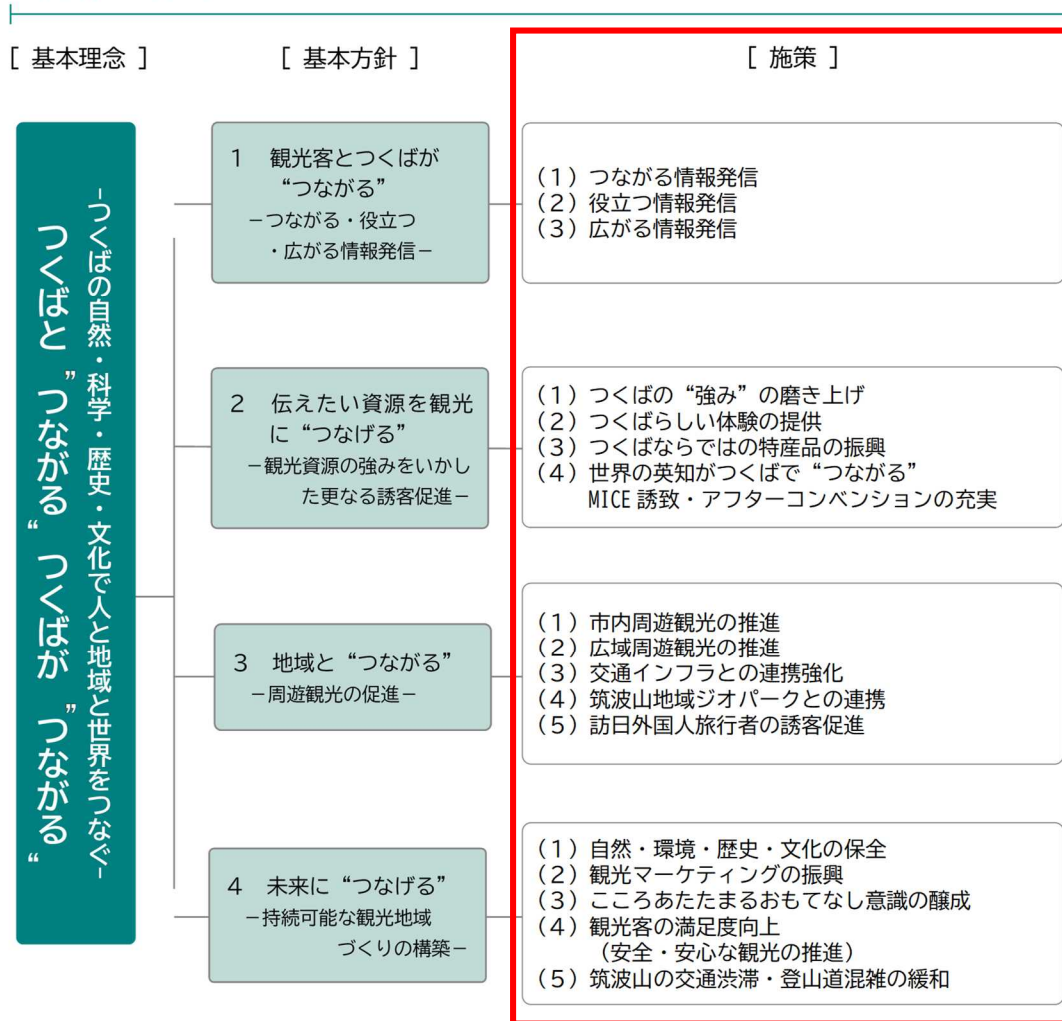 [ 基本理念 ]
[ 基本方針 ]
[ 施策 ]
つくばと ”つながる“ つくばが ”つながる“
-つくばの自然・科学・歴史・文化で人と地域と世界をつなぐ-
1 観光客とつくばが
“つながる”
－つながる・役立つ
・広がる情報発信－
(1) つながる情報発信
(2) 役立つ情報発信
(3) 広がる情報発信
2 伝えたい資源を観光
に“つなげる”
－観光資源の強みをいかし
た更なる誘客促進－
(1) つくばの“強み”の磨き上げ
(2) つくばらしい体験の提供
(3) つくばならではの特産品の振興
(4) 世界の英知がつくばで“つながる”
MICE 誘致・アフターコンベンションの充実
3 地域と“つながる”
－周遊観光の促進－
(1) 市内周遊観光の推進
(2) 広域周遊観光の推進
(3) 交通インフラとの連携強化
(4) 筑波山地域ジオパークとの連携
(5) 訪日外国人旅行者の誘客促進
4 未来に“つなげる”
－持続可能な観光地域
づくりの構築－
(1) 自然・環境・歴史・文化の保全
(2) 観光マーケティングの振興
(3) こころあたたまるおもてなし意識の醸成
(4) 観光客の満足度向上
(安全・安心な観光の推進)
(5) 筑波山の交通渋滞・登山道混雑の緩和